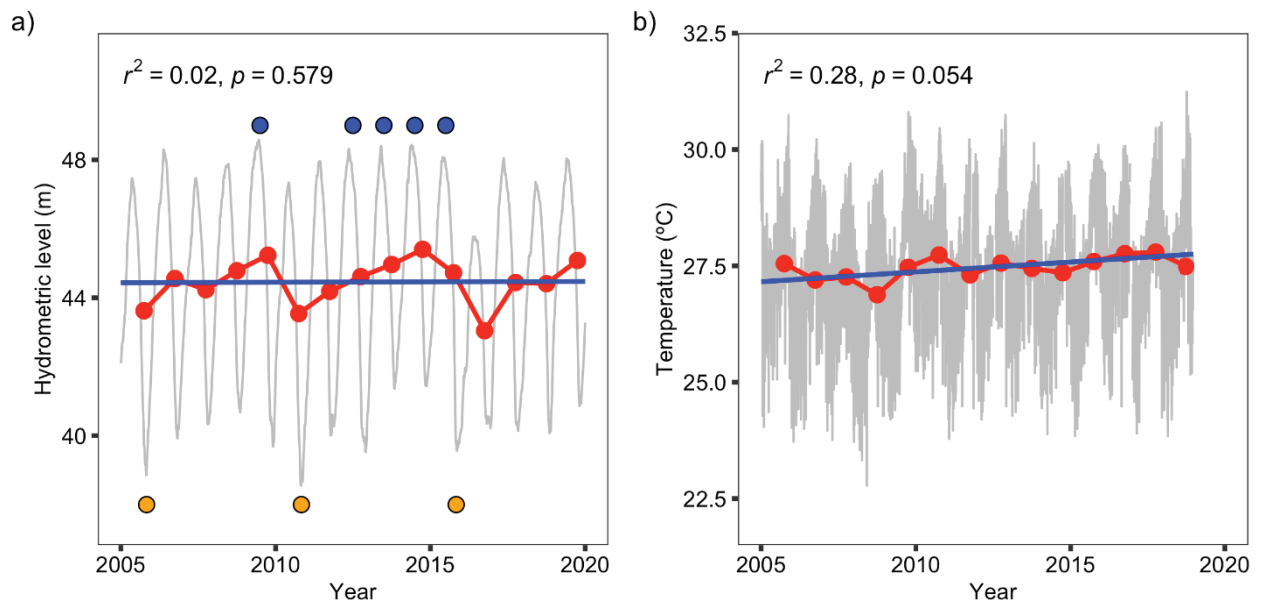 a)
r² = 0.02, p = 0.579
Hydrometric level (m)
48
44
40
2005 2010 2015 2020
Year
b)
r² = 0.28, p = 0.054
Temperature (ºC)
32.5
30.0
27.5
25.0
22.5
2005 2010 2015 2020
Year